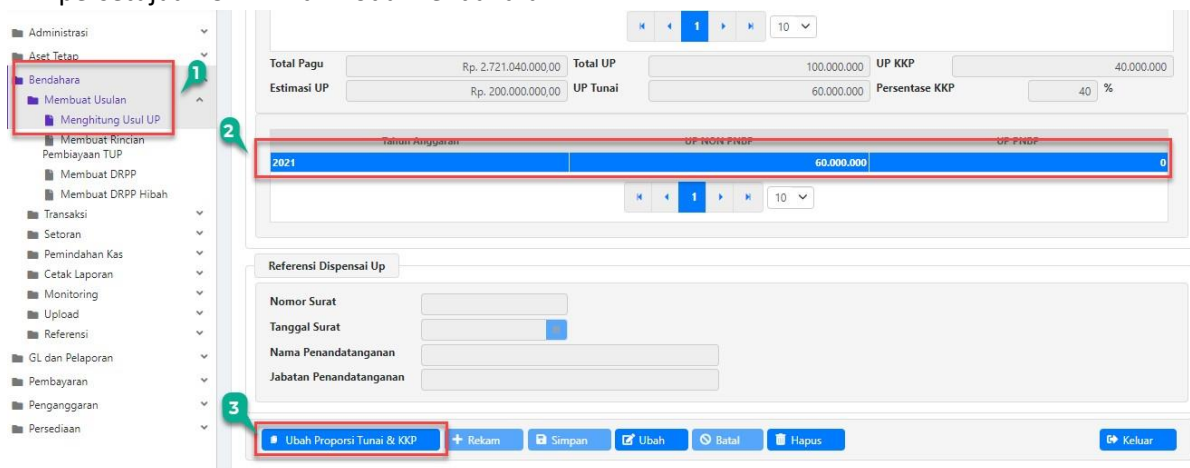 Administrasi
Aset Tetap
Bendahara
Membuat Usulan
Menghitung Usul UP
Membuat Rincian
Pembiayaan TUP
Membuat DRPP
Membuat DRPP Hibah
Transaksi
Setoran
Pemindahan Kas
Cetak Laporan
Monitoring
Upload
Referensi
GL dan Pelaporan
Pembayaran
Penganggaran
Persediaan
1
2
3
1 10
Total Pagu Rp. 2.721.040.000,00 Total UP 100.000.000 UP KKP 40.000.000
Estimasi UP Rp. 200.000.000,00 UP Tunai 60.000.000 Persentase KKP 40 %
Tahun Anggaran UP NON PNBP UP PNBP
2021 60.000.000 0
1 10
Referensi Dispensai Up
Nomor Surat
Tanggal Surat
Nama Penandatanganan
Jabatan Penandatanganan
Ubah Proporsi Tunai & KKP + Rekam Simpan Ubah Batal Hapus Keluar